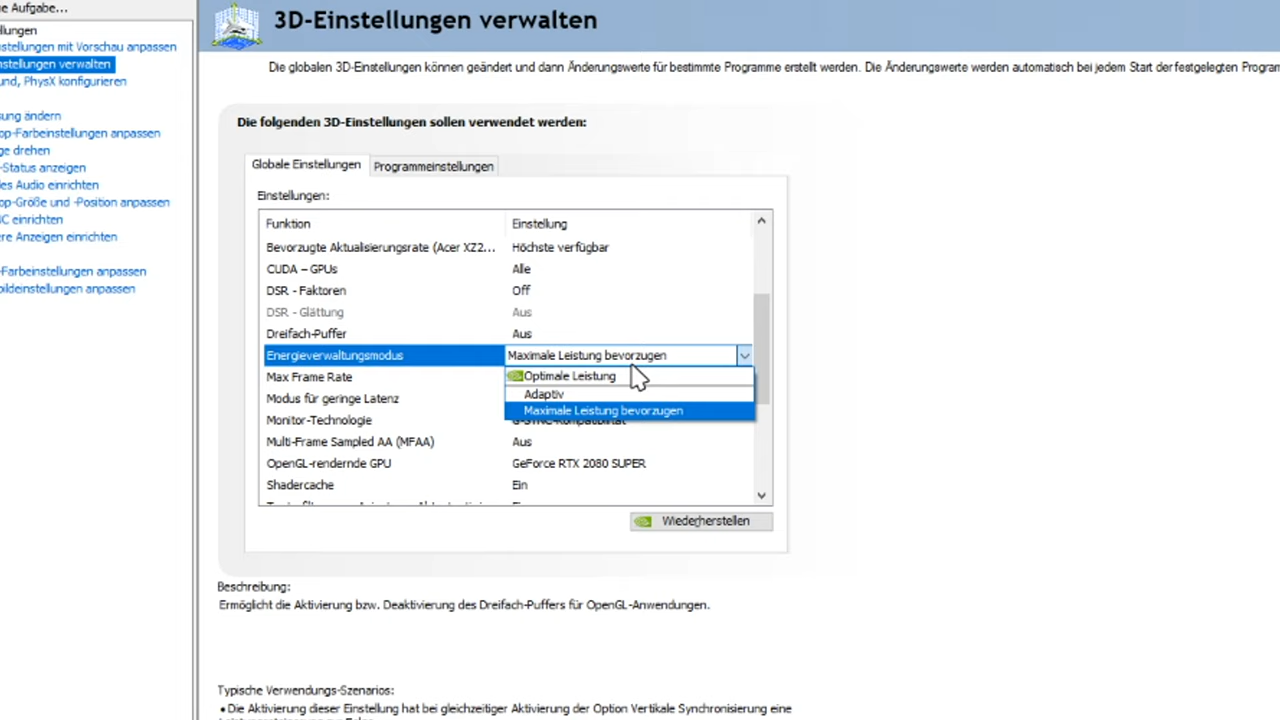 e Aufgabe...
llungen
stellungen mit Vorschau anpassen
nstellungen verwalten
und, PhysX konfigurieren
sung ändern
op-Farbeinstellungen anpassen
ge drehen
-Status anzeigen
les Audio einrichten
op-Größe und -Position anpassen
NC einrichten
re Anzeigen einrichten
-Farbeinstellungen anpassen
bildeinstellungen anpassen
3D-Einstellungen verwalten
Die globalen 3D-Einstellungen können geändert und dann Änderungswerte für bestimmte Programme erstellt werden. Die Änderungswerte werden automatisch bei jedem Start der festgelegten Program
Die folgenden 3D-Einstellungen sollen verwendet werden:
Globale Einstellungen Programmeinstellungen
Einstellungen:
Funktion Einstellung
Bevorzugte Aktualisierungsrate (Acer XZ2... Höchste verfügbar
CUDA – GPUs Alle
DSR - Faktoren Off
DSR - Glättung Aus
Dreifach-Puffer Aus
Energieverwaltungsmodus Maximale Leistung bevorzugen
Max Frame Rate Optimale Leistung
Modus für geringe Latenz Adaptiv
Maximale Leistung bevorzugen
Monitor-Technologie G-SYNC-Kompatibilität
Multi-Frame Sampled AA (MFAA) Aus
OpenGL-rendernde GPU GeForce RTX 2080 SUPER
Shadercache Ein
Wiederherstellen
Beschreibung:
Ermöglicht die Aktivierung bzw. Deaktivierung des Dreifach-Puffers für OpenGL-Anwendungen.
Typische Verwendungs-Szenarios:
•Die Aktivierung dieser Einstellung hat bei gleichzeitiger Aktivierung der Option Vertikale Synchronisierung eine